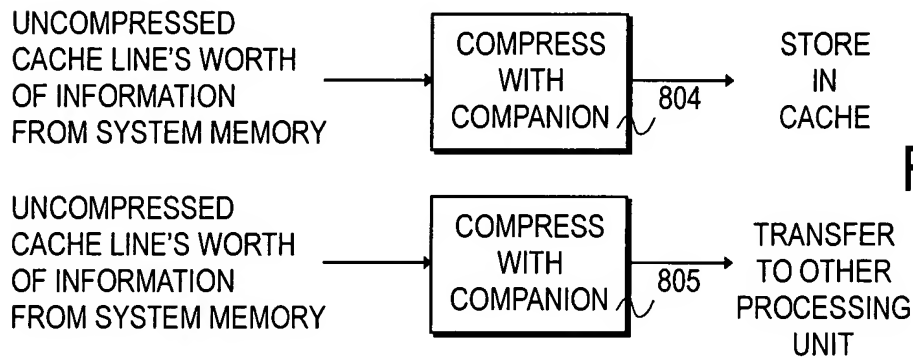 UNCOMPRESSED
CACHE LINE'S WORTH
OF INFORMATION
FROM SYSTEM MEMORY
COMPRESS
WITH
COMPANION
804
STORE
IN
CACHE
UNCOMPRESSED
CACHE LINE'S WORTH
OF INFORMATION
FROM SYSTEM MEMORY
COMPRESS
WITH
COMPANION
805
TRANSFER
TO OTHER
PROCESSING
UNIT